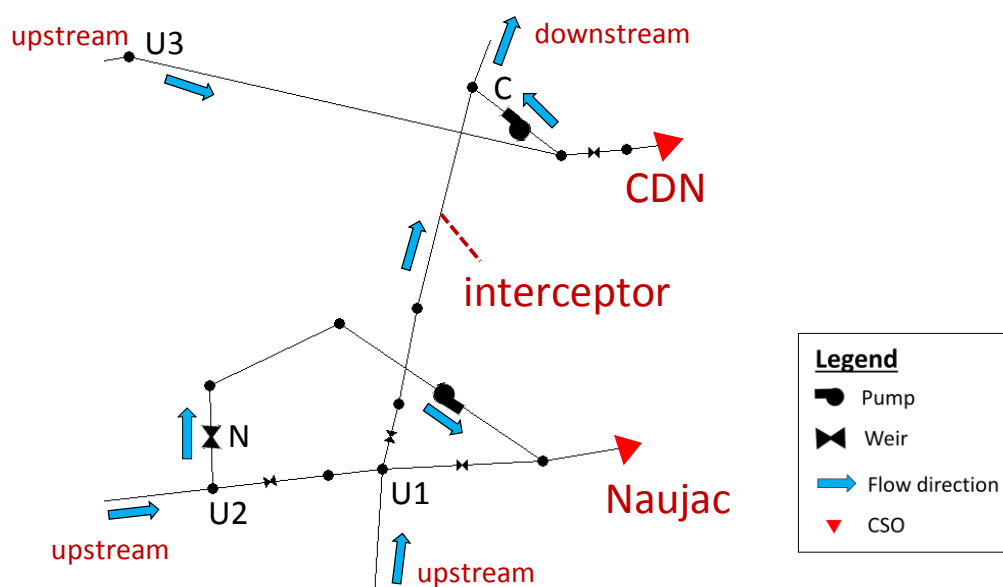 upstream
U3
downstream
C
CDN
interceptor
N
U2
U1
Naujac
upstream
upstream
Legend
Pump
Weir
Flow direction
CSO